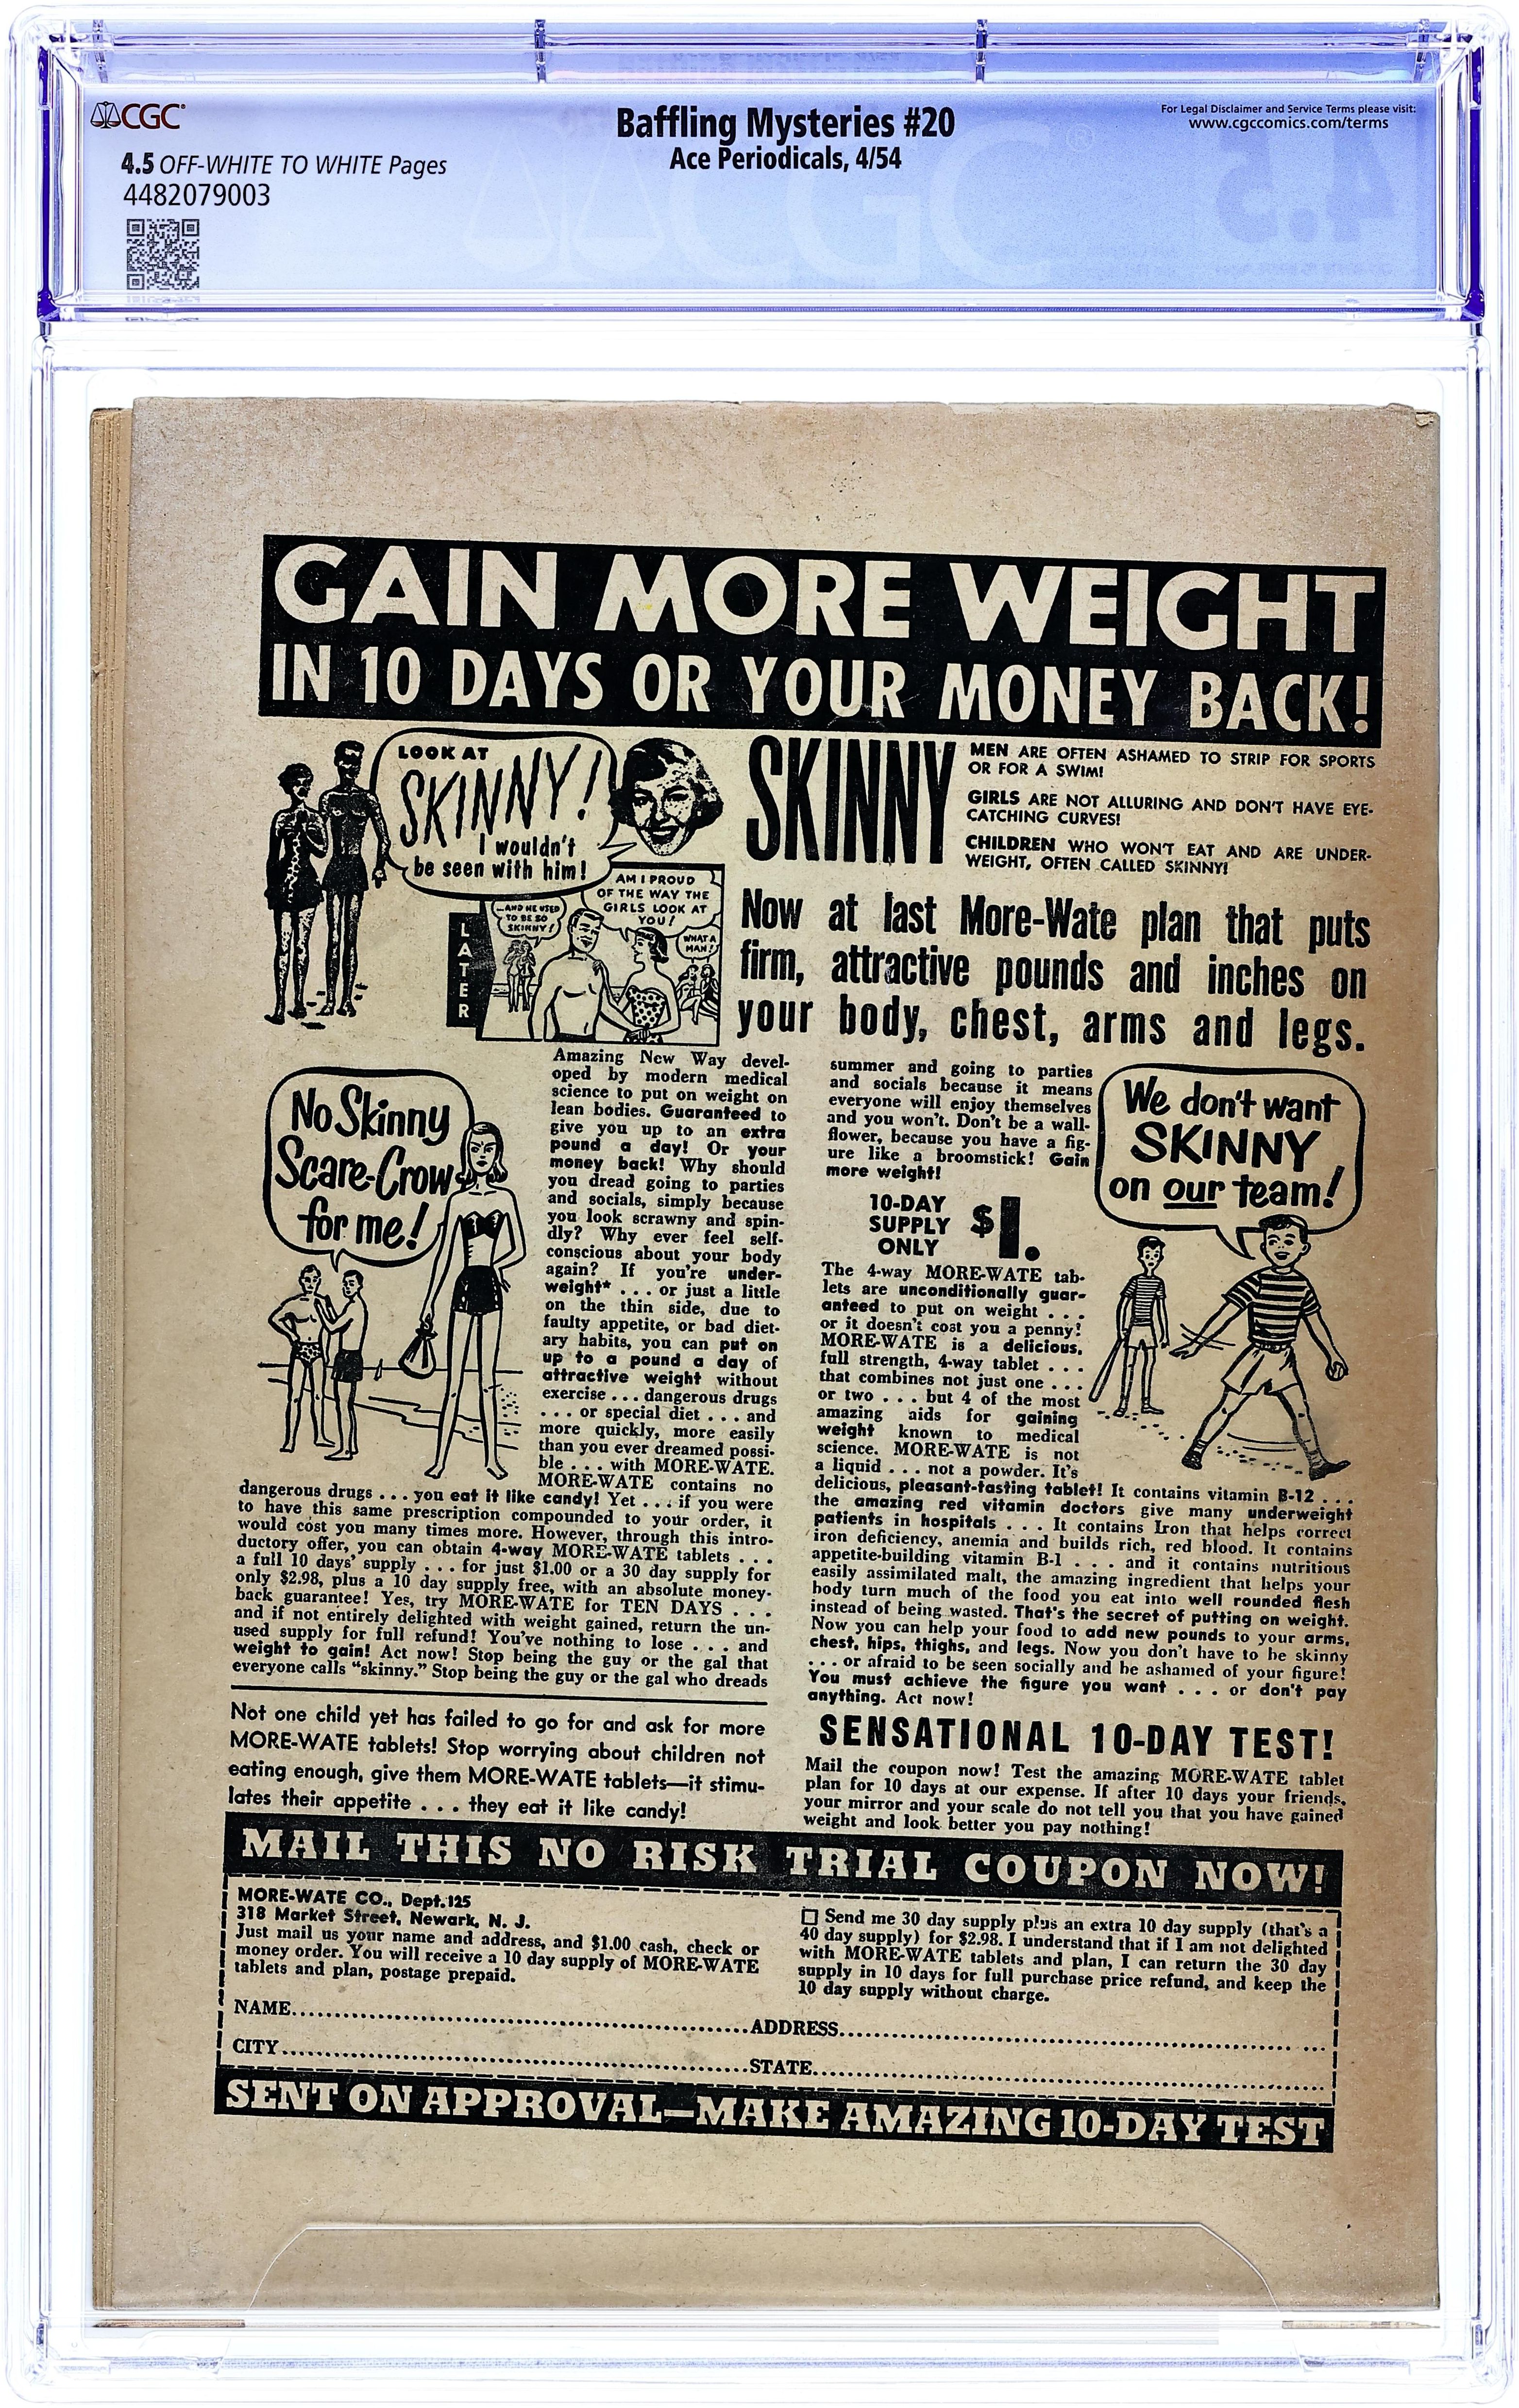 CGC
Baffling Mysteries #20
Ace Periodicals, 4/54
For Legal Disclaimer and Service Terms please visit:
www.cgccomics.com/terms
4.5 OFF-WHITE TO WHITE Pages
4482079003
GAIN MORE WEIGHT
IN 10 DAYS OR YOUR MONEY BACK!
LOOK AT
SKINNY!
I wouldn't
be seen with him!
LATER
...AND HE USED
TO BE SO
SKINNY!
AM I PROUD
OF THE WAY THE
GIRLS LOOK AT
YOU!
WHAT A
MAN!
SKINNY
MEN ARE OFTEN ASHAMED TO STRIP FOR SPORTS
OR FOR A SWIM!
GIRLS ARE NOT ALLURING AND DON'T HAVE EYE-
CATCHING CURVES!
CHILDREN WHO WON'T EAT AND ARE UNDER-
WEIGHT, OFTEN CALLED SKINNY!
Now at last More-Wate plan that puts
firm, attractive pounds and inches on
your body, chest, arms and legs.
No Skinny
Scare-Crow
for me!
Amazing New Way devel-
oped by modern medical
science to put on weight on
lean bodies. Guaranteed to
give you up to an extra
pound a day! Or your
money back! Why should
you dread going to parties
and socials, simply because
you look scrawny and spin-
dly? Why ever feel self-
conscious about your body
again? If you're under-
weight* . . . or just a little
on the thin side, due to
faulty appetite, or bad diet-
ary habits, you can put on
up to a pound a day of
attractive weight without
exercise . . . dangerous drugs
. . . or special diet . . . and
more quickly, more easily
than you ever dreamed possi-
ble . . . with MORE-WATE.
MORE-WATE contains no
dangerous drugs . . . you eat it like candy! Yet . . . if you were
to have this same prescription compounded to your order, it
would cost you many times more. However, through this intro-
ductory offer, you can obtain 4-way MORE-WATE tablets . . .
a full 10 days' supply . . . for just $1.00 or a 30 day supply for
only $2.98, plus a 10 day supply free, with an absolute money-
back guarantee! Yes, try MORE-WATE for TEN DAYS . . .
and if not entirely delighted with weight gained, return the un-
used supply for full refund! You've nothing to lose . . . and
weight to gain! Act now! Stop being the guy or the gal that
everyone calls "skinny." Stop being the guy or the gal who dreads
summer and going to parties
and socials because it means
everyone will enjoy themselves
and you won't. Don't be a wall-
flower, because you have a fig-
ure like a broomstick! Gain
more weight!
10-DAY
SUPPLY
ONLY
$1.
We don't want
SKINNY
on our team!
The 4-way MORE-WATE tab-
lets are unconditionally guar-
anteed to put on weight . . .
or it doesn't cost you a penny!
MORE-WATE is a delicious,
full strength, 4-way tablet . . .
that combines not just one . . .
or two . . . but 4 of the most
amazing aids for gaining
weight known to medical
science. MORE-WATE is not
a liquid . . . not a powder. It's
delicious, pleasant-tasting tablet! It contains vitamin B-12 . . .
the amazing red vitamin doctors give many underweight
patients in hospitals . . . It contains Iron that helps correct
iron deficiency, anemia and builds rich, red blood. It contains
appetite-building vitamin B-1 . . . and it contains nutritious
easily assimilated malt, the amazing ingredient that helps your
body turn much of the food you eat into well rounded flesh
instead of being wasted. That's the secret of putting on weight.
Now you can help your food to add new pounds to your arms,
chest, hips, thighs, and legs. Now you don't have to be skinny
. . . or afraid to be seen socially and be ashamed of your figure!
You must achieve the figure you want . . . or don't pay
anything. Act now!
Not one child yet has failed to go for and ask for more
MORE-WATE tablets! Stop worrying about children not
eating enough, give them MORE-WATE tablets—it stimu-
lates their appetite . . . they eat it like candy!
SENSATIONAL 10-DAY TEST!
Mail the coupon now! Test the amazing MORE-WATE tablet
plan for 10 days at our expense. If after 10 days your friends,
your mirror and your scale do not tell you that you have gained
weight and look better you pay nothing!
MAIL THIS NO RISK TRIAL COUPON NOW!
MORE-WATE CO., Dept.125
318 Market Street, Newark, N. J.
Just mail us your name and address, and $1.00 cash, check or
money order. You will receive a 10 day supply of MORE-WATE
tablets and plan, postage prepaid.
Send me 30 day supply plus an extra 10 day supply (that's a
40 day supply) for $2.98. I understand that if I am not delighted
with MORE-WATE tablets and plan, I can return the 30 day
supply in 10 days for full purchase price refund, and keep the
10 day supply without charge.
NAME..........ADDRESS..........
CITY..........STATE..........
SENT ON APPROVAL—MAKE AMAZING 10-DAY TEST